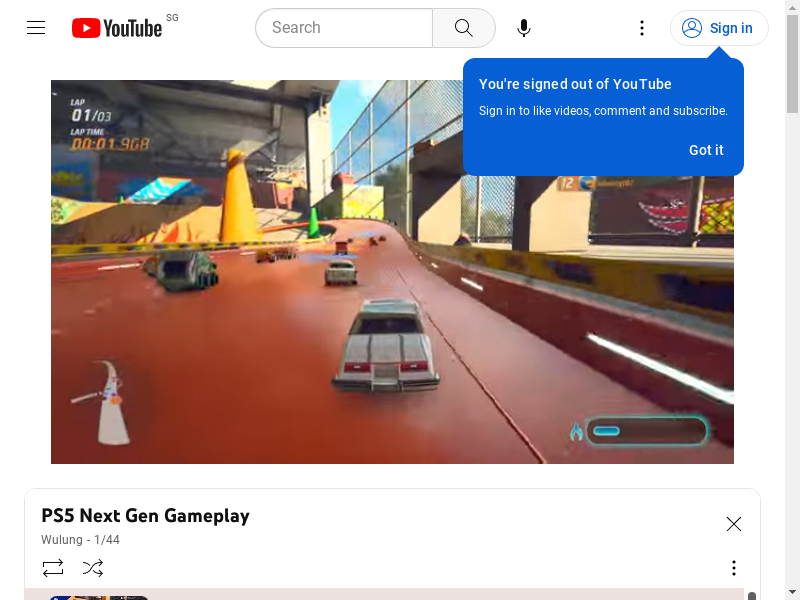 YouTube SG
Search
Sign in
You're signed out of YouTube
Sign in to like videos, comment and subscribe.
Got it
LAP
01/03
LAP TIME
00:01.968
12
PS5 Next Gen Gameplay
Wulung - 1/44